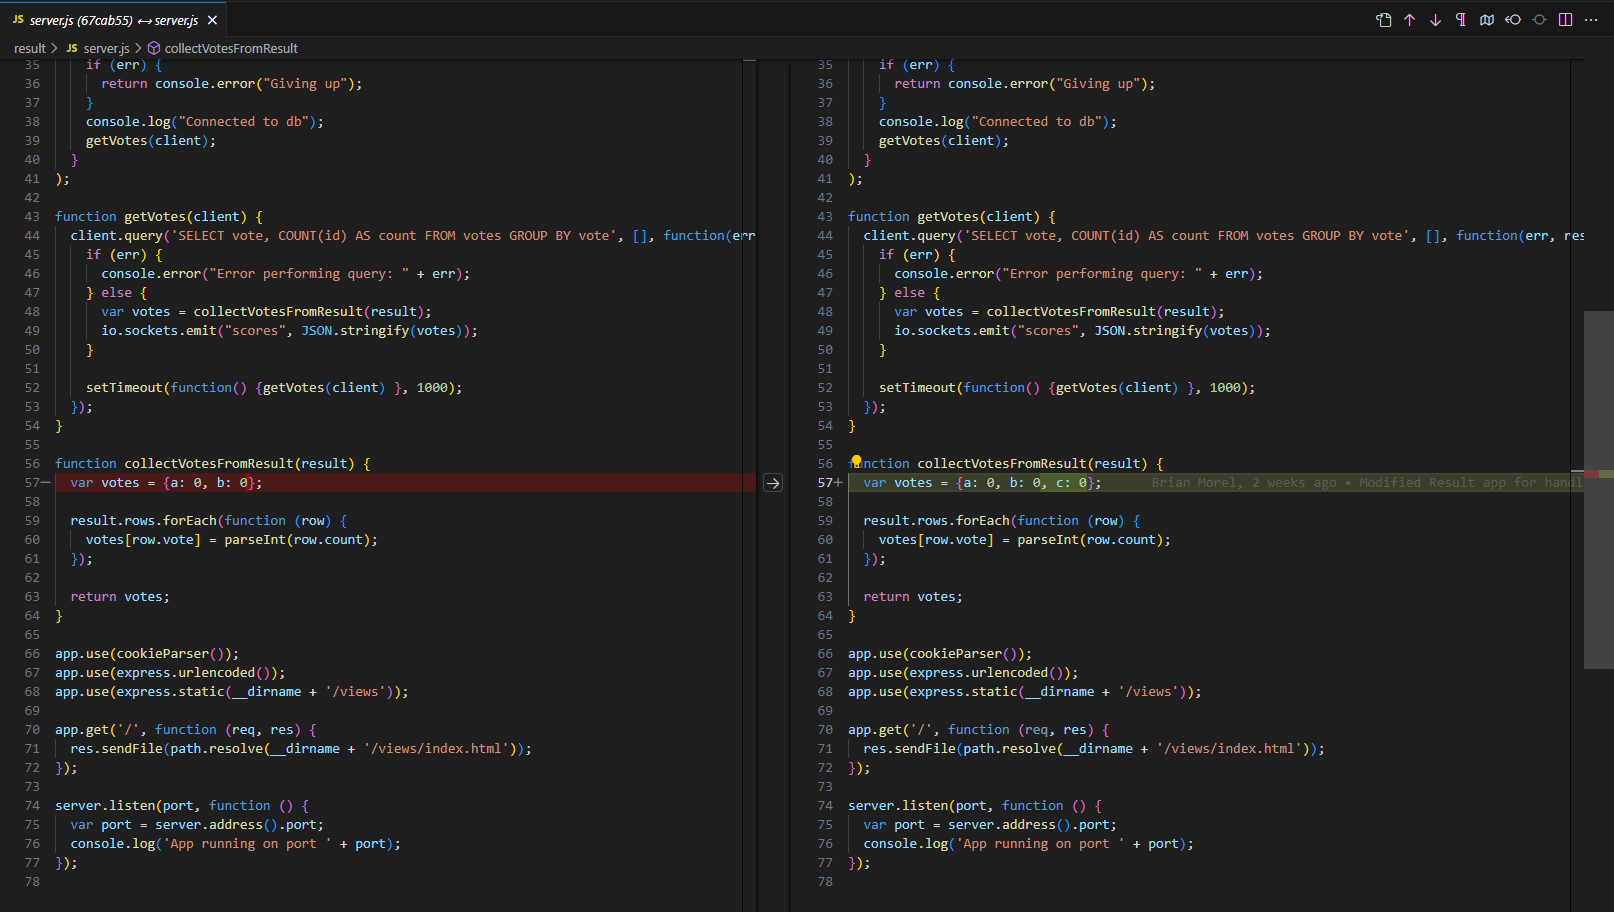 JS server.js (67cab55) ↔ server.js ×
result > JS server.js > collectVotesFromResult
35 if (err) {
36 return console.error("Giving up");
37 }
38 console.log("Connected to db");
39 getVotes(client);
40 }
41 );
42
43 function getVotes(client) {
44 client.query('SELECT vote, COUNT(id) AS count FROM votes GROUP BY vote', [], function(err
45 if (err) {
46 console.error("Error performing query: " + err);
47 } else {
48 var votes = collectVotesFromResult(result);
49 io.sockets.emit("scores", JSON.stringify(votes));
50 }
51
52 setTimeout(function() {getVotes(client) }, 1000);
53 });
54 }
55
56 function collectVotesFromResult(result) {
57— var votes = {a: 0, b: 0};
58
59 result.rows.forEach(function (row) {
60 votes[row.vote] = parseInt(row.count);
61 });
62
63 return votes;
64 }
65
66 app.use(cookieParser());
67 app.use(express.urlencoded());
68 app.use(express.static(__dirname + '/views'));
69
70 app.get('/', function (req, res) {
71 res.sendFile(path.resolve(__dirname + '/views/index.html'));
72 });
73
74 server.listen(port, function () {
75 var port = server.address().port;
76 console.log('App running on port ' + port);
77 });
78
35 if (err) {
36 return console.error("Giving up");
37 }
38 console.log("Connected to db");
39 getVotes(client);
40 }
41 );
42
43 function getVotes(client) {
44 client.query('SELECT vote, COUNT(id) AS count FROM votes GROUP BY vote', [], function(err, res
45 if (err) {
46 console.error("Error performing query: " + err);
47 } else {
48 var votes = collectVotesFromResult(result);
49 io.sockets.emit("scores", JSON.stringify(votes));
50 }
51
52 setTimeout(function() {getVotes(client) }, 1000);
53 });
54 }
55
56 function collectVotesFromResult(result) {
57+ var votes = {a: 0, b: 0, c: 0}; Brian Morel, 2 weeks ago • Modified Result app for handl
58
59 result.rows.forEach(function (row) {
60 votes[row.vote] = parseInt(row.count);
61 });
62
63 return votes;
64 }
65
66 app.use(cookieParser());
67 app.use(express.urlencoded());
68 app.use(express.static(__dirname + '/views'));
69
70 app.get('/', function (req, res) {
71 res.sendFile(path.resolve(__dirname + '/views/index.html'));
72 });
73
74 server.listen(port, function () {
75 var port = server.address().port;
76 console.log('App running on port ' + port);
77 });
78